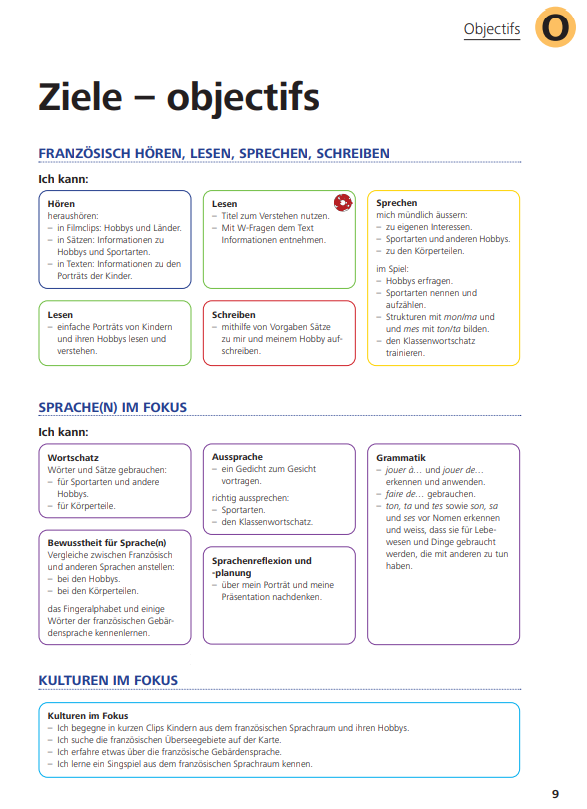 Objectifs
O
Ziele – objectifs
FRANZÖSISCH HÖREN, LESEN, SPRECHEN, SCHREIBEN
Ich kann:
Hören
heraushören:
– in Filmclips: Hobbys und Länder.
– in Sätzen: Informationen zu
Hobbys und Sportarten.
– in Texten: Informationen zu den
Porträts der Kinder.
Lesen
– Titel zum Verstehen nutzen.
– Mit W-Fragen dem Text
Informationen entnehmen.
Sprechen
mich mündlich äussern:
– zu eigenen Interessen.
– Sportarten und anderen Hobbys.
– zu den Körperteilen.
im Spiel:
– Hobbys erfragen.
– Sportarten nennen und
aufzählen.
– Strukturen mit mon/ma und
und mes mit ton/ta bilden.
– den Klassenwortschatz
trainieren.
Lesen
– einfache Porträts von Kindern
und ihren Hobbys lesen und
verstehen.
Schreiben
– mithilfe von Vorgaben Sätze
zu mir und meinem Hobby auf-
schreiben.
SPRACHE(N) IM FOKUS
Ich kann:
Wortschatz
Wörter und Sätze gebrauchen:
– für Sportarten und andere
Hobbys.
– für Körperteile.
Aussprache
– ein Gedicht zum Gesicht
vortragen.
richtig aussprechen:
– Sportarten.
– den Klassenwortschatz.
Grammatik
– jouer à… und jouer de…
erkennen und anwenden.
– faire de… gebrauchen.
– ton, ta und tes sowie son, sa
und ses vor Nomen erkennen
und weiss, dass sie für Lebe-
wesen und Dinge gebraucht
werden, die mit anderen zu tun
haben.
Bewusstheit für Sprache(n)
Vergleiche zwischen Französisch
und anderen Sprachen anstellen:
– bei den Hobbys.
– bei den Körperteilen.
das Fingeralphabet und einige
Wörter der französischen Gebär-
densprache kennenlernen.
Sprachenreflexion und
-planung
– über mein Porträt und meine
Präsentation nachdenken.
KULTUREN IM FOKUS
Kulturen im Fokus
– Ich begegne in kurzen Clips Kindern aus dem französischen Sprachraum und ihren Hobbys.
– Ich suche die französischen Überseegebiete auf der Karte.
– Ich erfahre etwas über die französische Gebärdensprache.
– Ich lerne ein Singspiel aus dem französischen Sprachraum kennen.
9